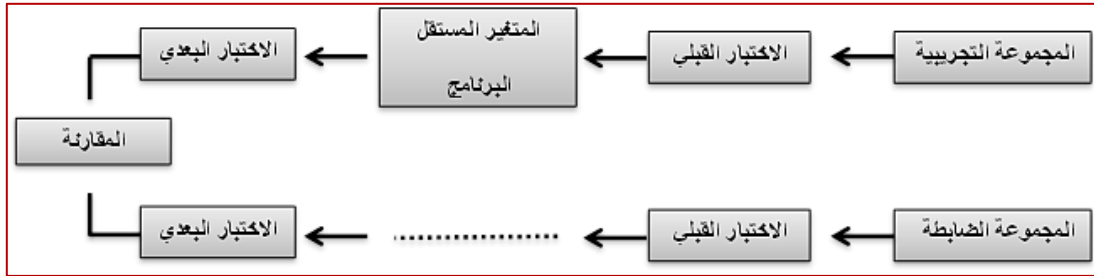 المجموعة التجريبية
الاختبار القبلي
المتغير المستقل
البرنامج
الاختبار البعدي
المقارنة
المجموعة الضابطة
الاختبار القبلي
الاختبار البعدي